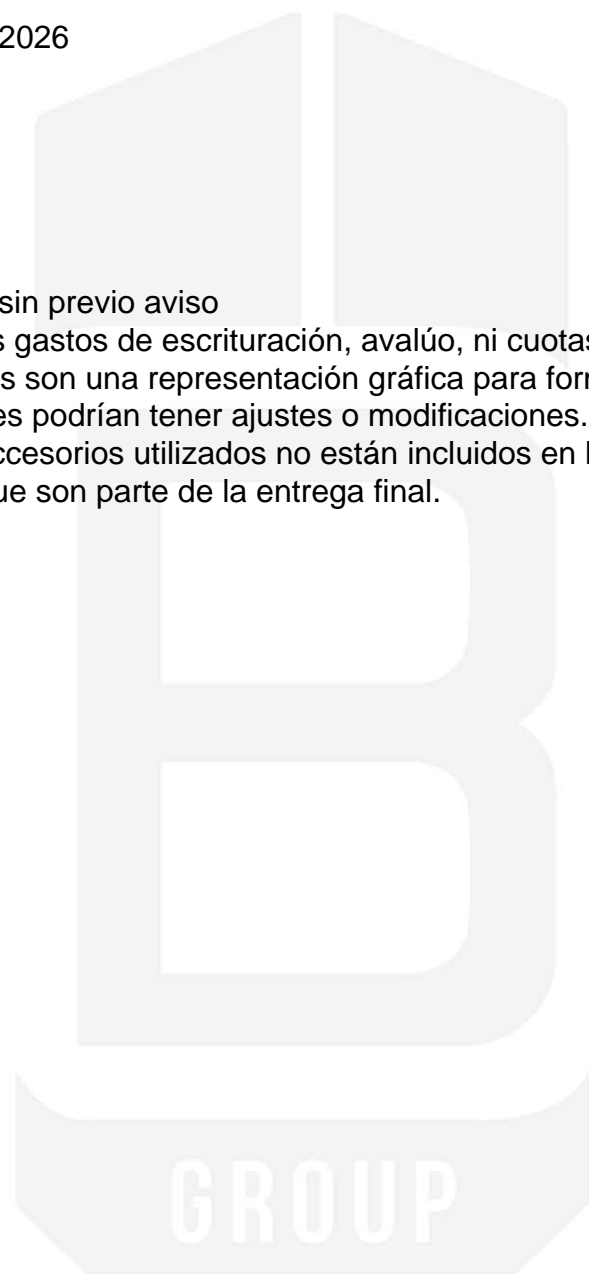 2026
sin previo aviso
s gastos de escrituración, avalúo, ni cuotas
s son una representación gráfica para for
es podrían tener ajustes o modificaciones.
ccesorios utilizados no están incluidos en
ue son parte de la entrega final.
B
GROUP